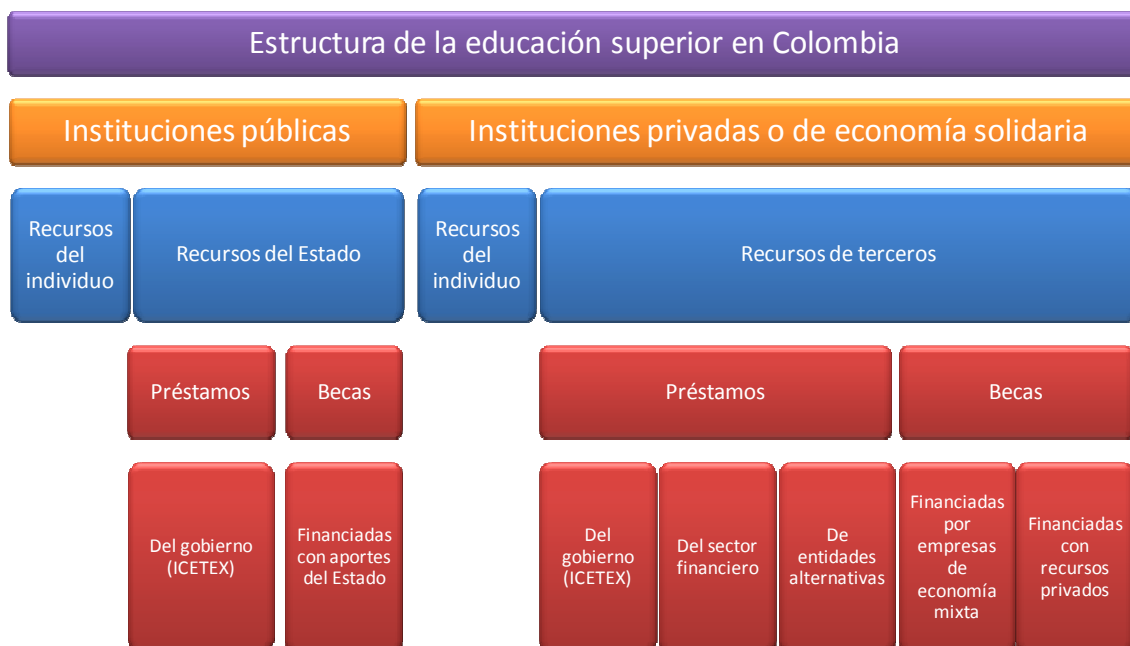 Estructura de la educación superior en Colombia
Instituciones públicas
Instituciones privadas o de economía solidaria
Recursos
del
individuo
Recursos del Estado
Recursos
del
individuo
Recursos de terceros
Préstamos
Becas
Préstamos
Becas
Del gobierno
(ICETEX)
Financiadas
con aportes
del Estado
Del
gobierno
(ICETEX)
Del sector
financiero
De
entidades
alternativas
Financiadas
por
empresas
de
economía
mixta
Financiadas
con
recursos
privados